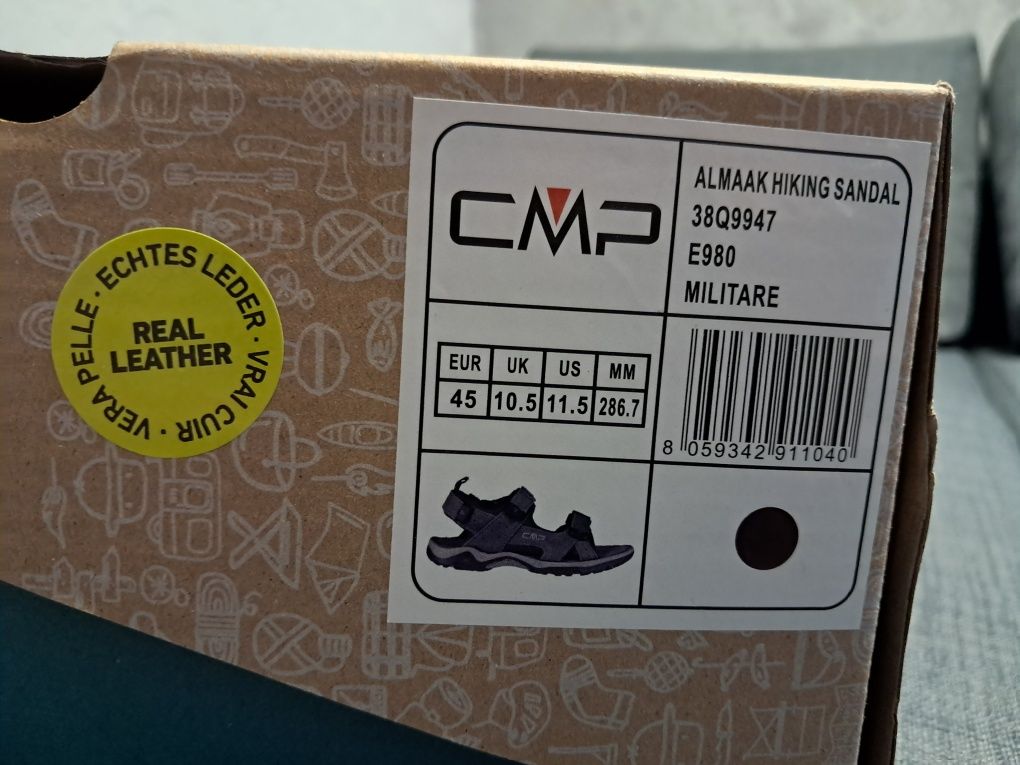 ECHTES LEDER · VRAI CUIR · VERA PELLE ·
REAL
LEATHER
CMP
ALMAAK HIKING SANDAL
38Q9947
E980
MILITARE
EUR UK US MM
45 10.5 11.5 286.7
8 059342 911040
CMP